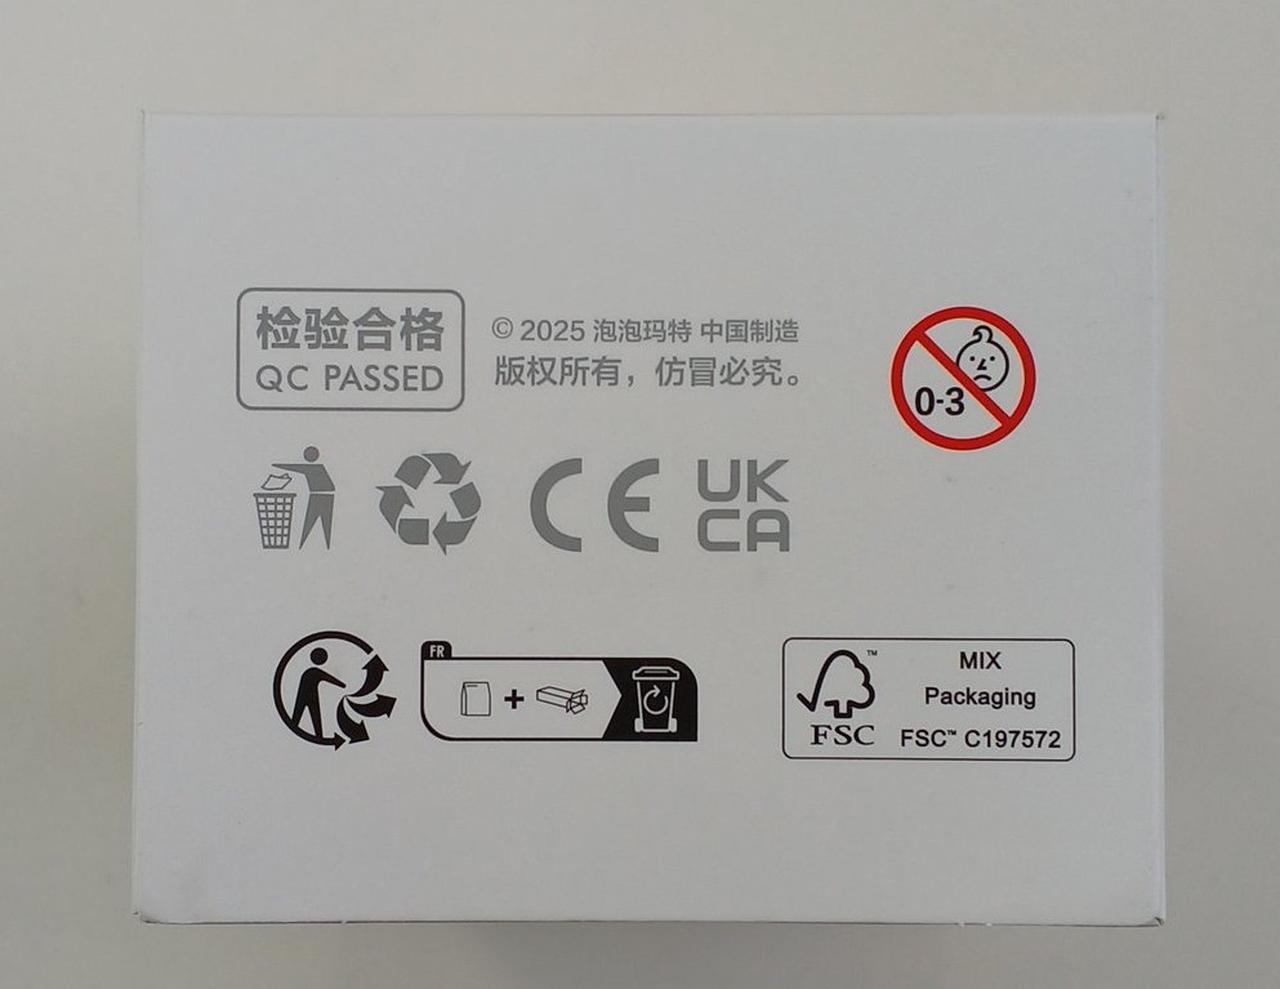 检验合格
QC PASSED
© 2025 泡泡玛特 中国制造
版权所有，仿冒必究。
0-3
CE
UK
CA
FR
+
™
FSC
MIX
Packaging
FSC™ C197572